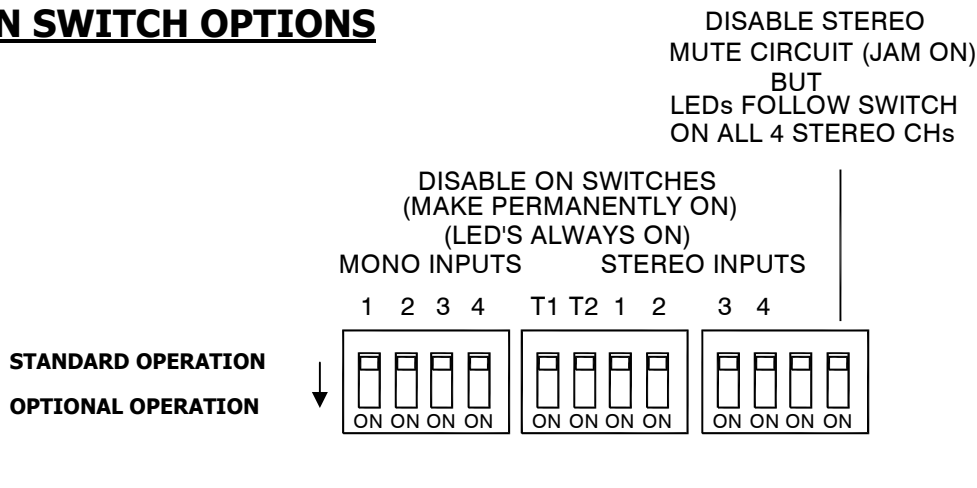 N SWITCH OPTIONS
DISABLE STEREO
MUTE CIRCUIT (JAM ON)
BUT
LEDs FOLLOW SWITCH
ON ALL 4 STEREO CHs
DISABLE ON SWITCHES
(MAKE PERMANENTLY ON)
(LED'S ALWAYS ON)
MONO INPUTS STEREO INPUTS
1 2 3 4 T1 T2 1 2 3 4
STANDARD OPERATION
OPTIONAL OPERATION
ON ON ON ON ON ON ON ON ON ON ON ON